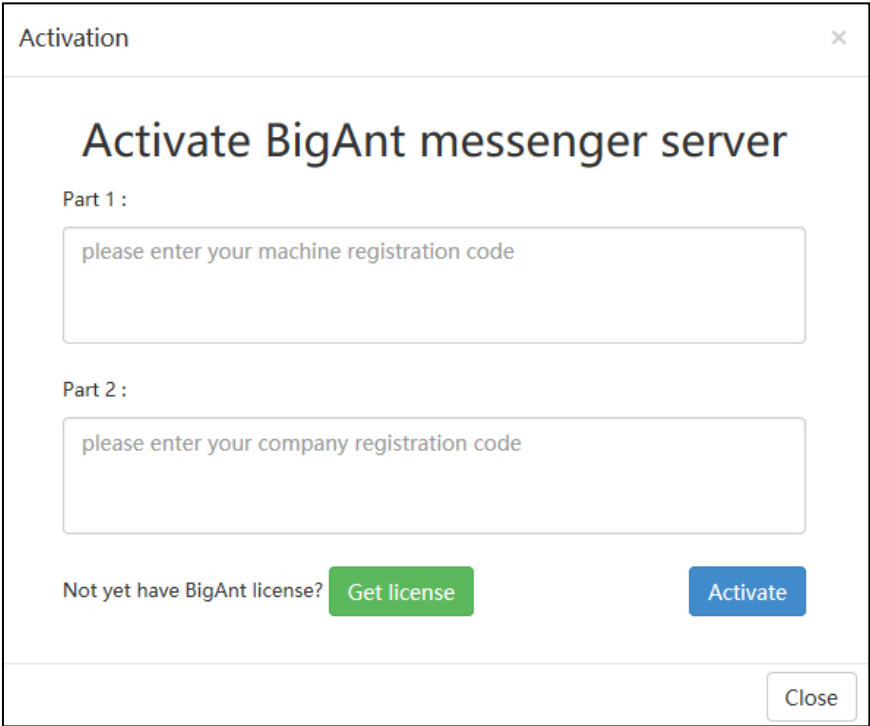 Activation ×
Activate BigAnt messenger server
Part 1 :
please enter your machine registration code
Part 2 :
please enter your company registration code
Not yet have BigAnt license? Get license Activate
Close